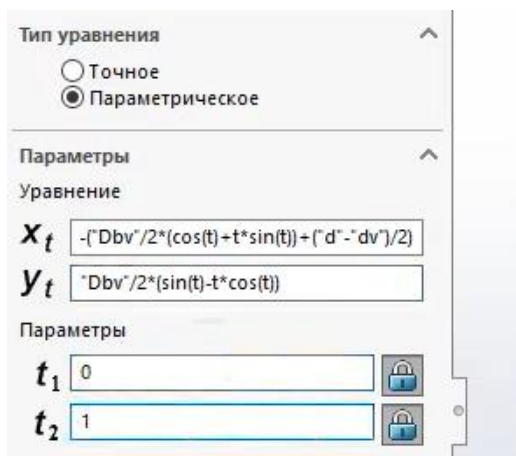 Тип уравнения
Точное
Параметрическое
Параметры
Уравнение
xt -("Dbv"/2*(cos(t)+t*sin(t))+("d"-"dv")/2)
yt "Dbv"/2*(sin(t)-t*cos(t))
Параметры
t1 0
t2 1